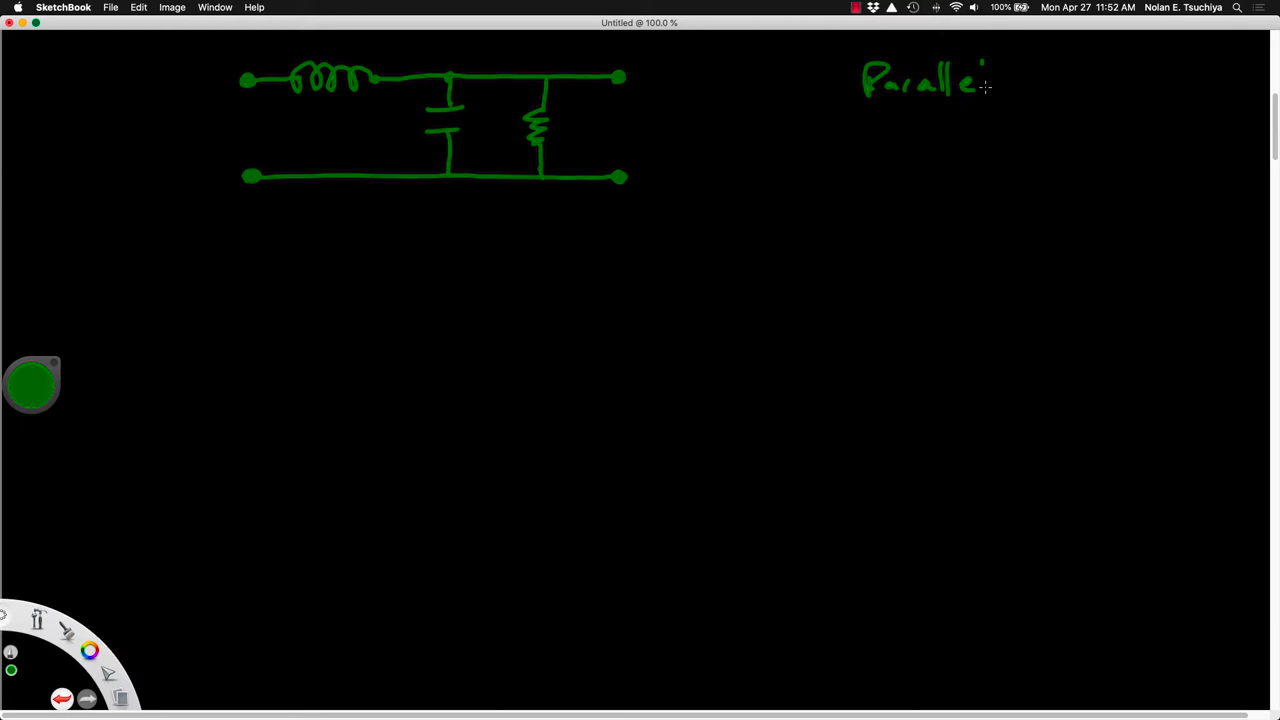 SketchBook File Edit Image Window Help 100% Mon Apr 27 11:52 AM Nolan E. Tsuchiya
Untitled @ 100.0 %
Paralle